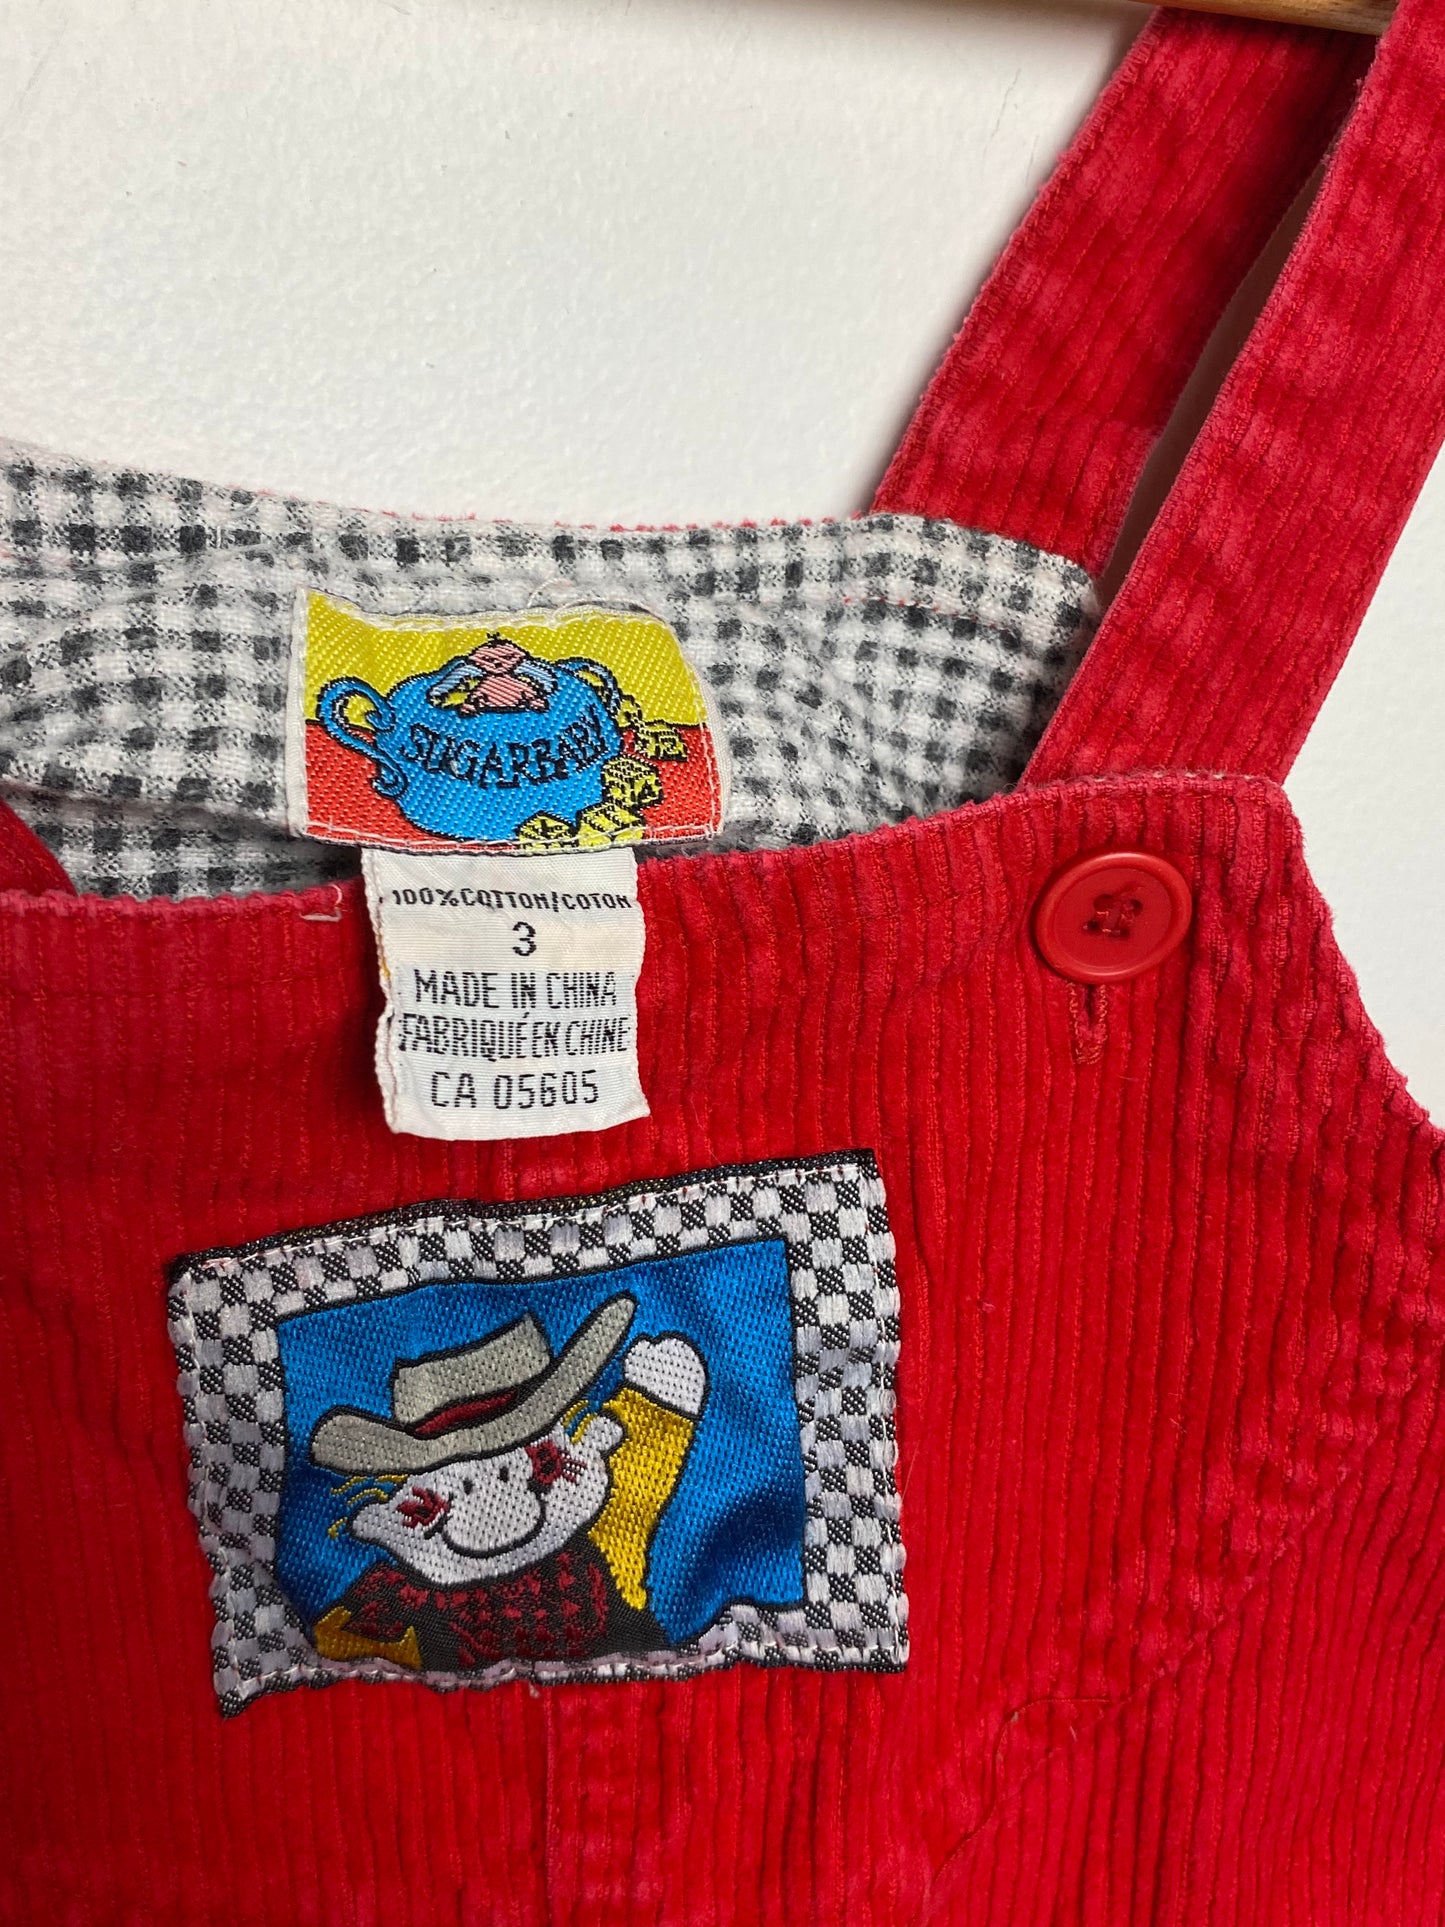 SUGARBABY
100% COTTON/COTON
3
MADE IN CHINA
FABRIQUÉ EN CHINE
CA 05605